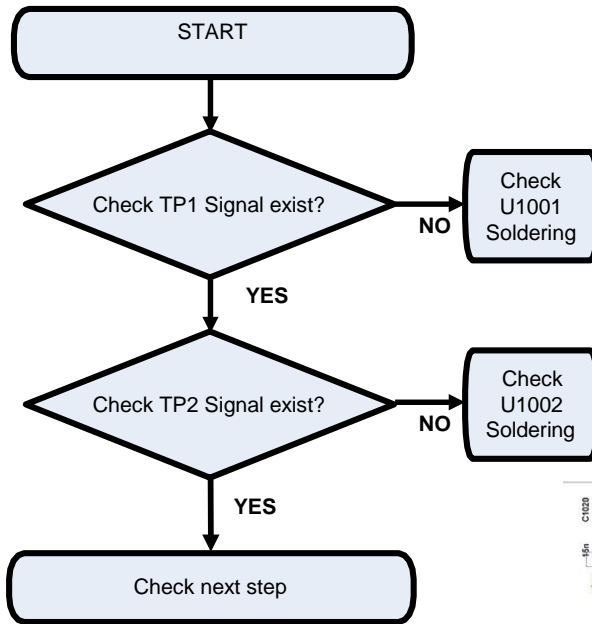 START
Check TP1 Signal exist?
NO
Check
U1001
Soldering
YES
Check TP2 Signal exist?
NO
Check
U1002
Soldering
YES
C1020
15n
Check next step